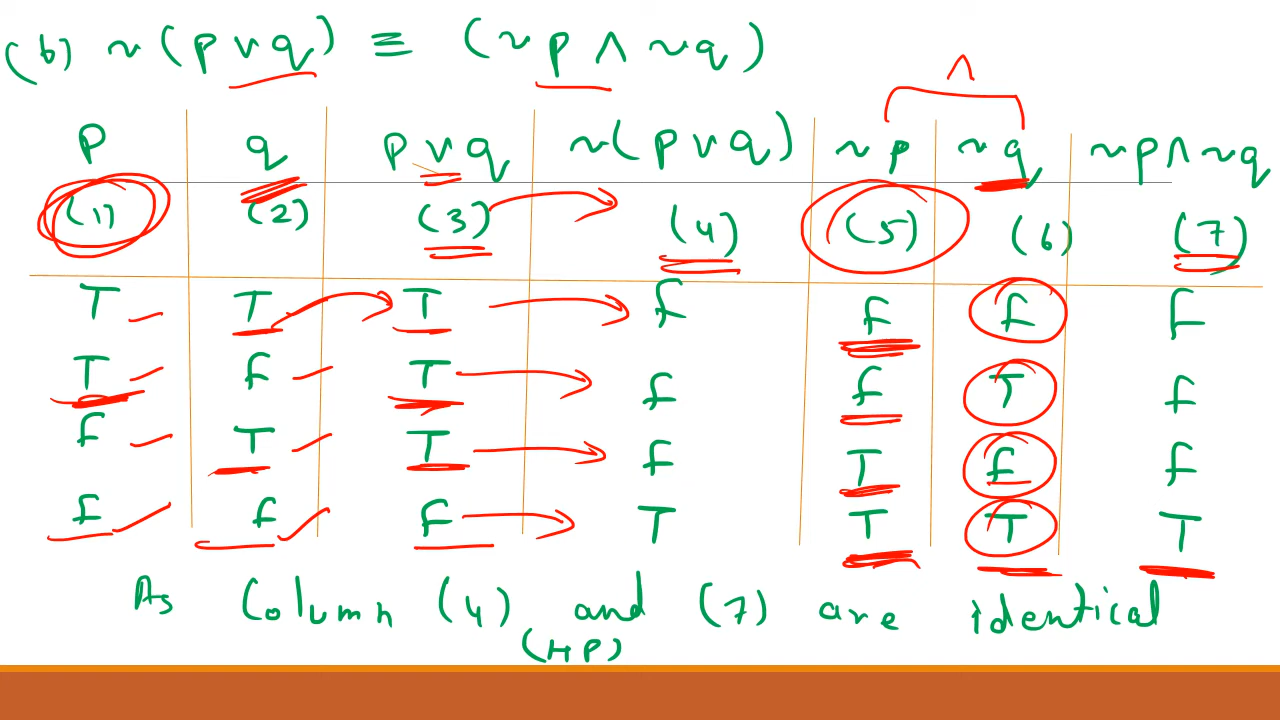 (b) ~(p∨q) ≡ (~p∧~q)
∧
p q p∨q ~(p∨q) ~p ~q ~p∧~q
(1) (2) (3) (4) (5) (6) (7)
T T T F F F F
T F T F F T F
F T T F T F F
F F F T T T T
As Column (4) and (7) are identical
(HP)